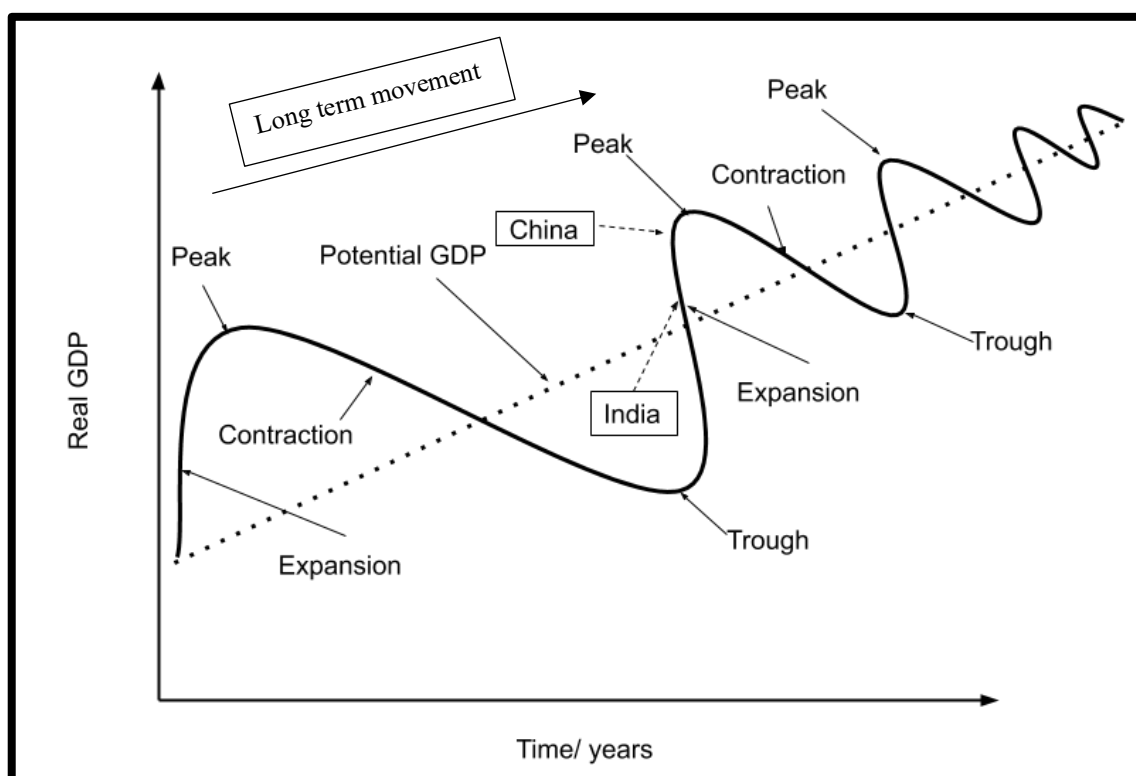 Long term movement
Peak
Peak
Contraction
China
Peak
Potential GDP
Real GDP
Contraction
India
Expansion
Trough
Expansion
Trough
Time/ years